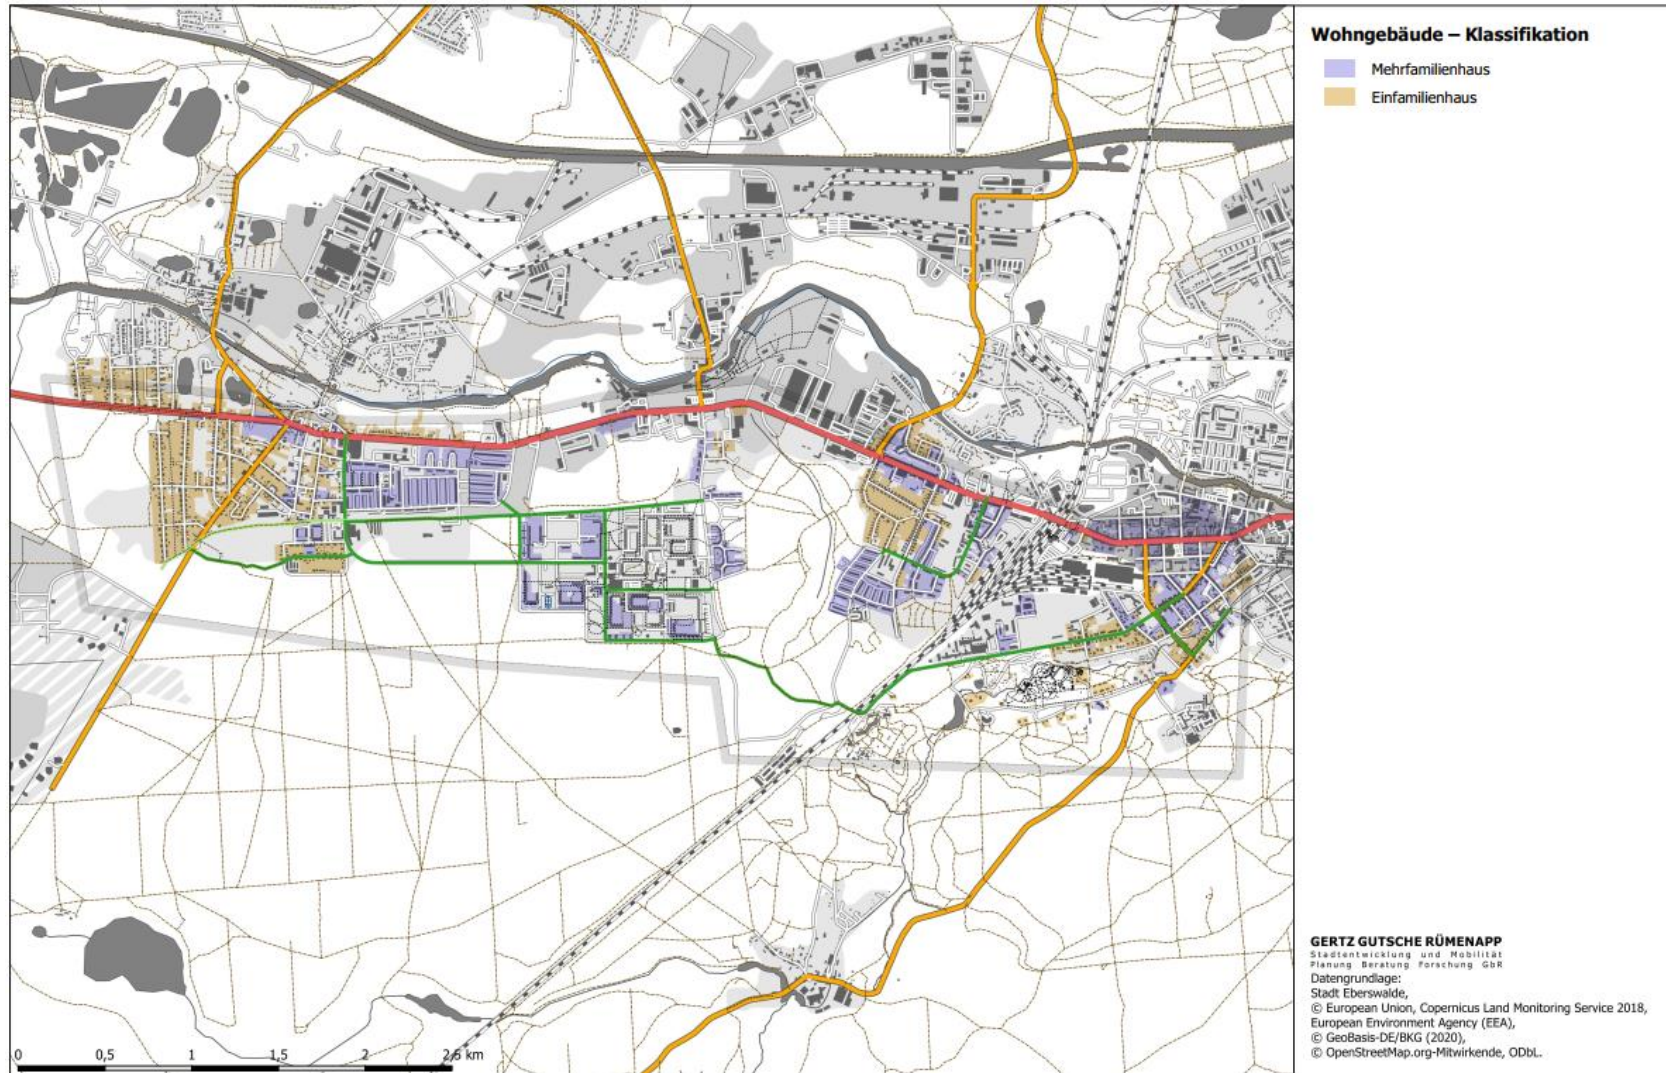 Wohngebäude – Klassifikation
Mehrfamilienhaus
Einfamilienhaus
GERTZ GUTSCHE RÜMENAPP
Stadtentwicklung und Mobilität
Planung Beratung Forschung GbR
Datengrundlage:
Stadt Eberswalde,
© European Union, Copernicus Land Monitoring Service 2018,
European Environment Agency (EEA),
© GeoBasis-DE/BKG (2020),
© OpenStreetMap.org-Mitwirkende, ODbL.
0 0,5 1 1,5 2 2,5 km